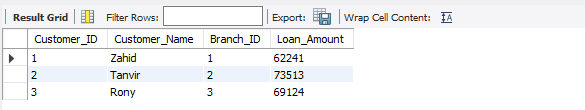 Result Grid Filter Rows: Export: Wrap Cell Content: IA
Customer_ID Customer_Name Branch_ID Loan_Amount
1 Zahid 1 62241
2 Tanvir 2 73513
3 Rony 3 69124